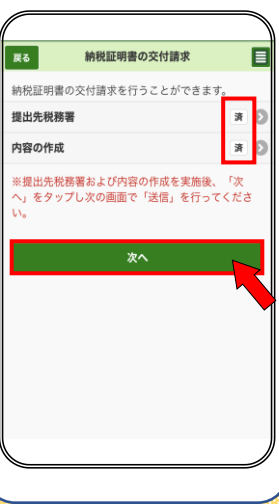 戻る 納税証明書の交付請求
納税証明書の交付請求を行うことができます。
提出先税務署 済
内容の作成 済
※提出先税務署および内容の作成を実施後、「次
へ」をタップし次の画面で「送信」を行ってくださ
い。
次へ